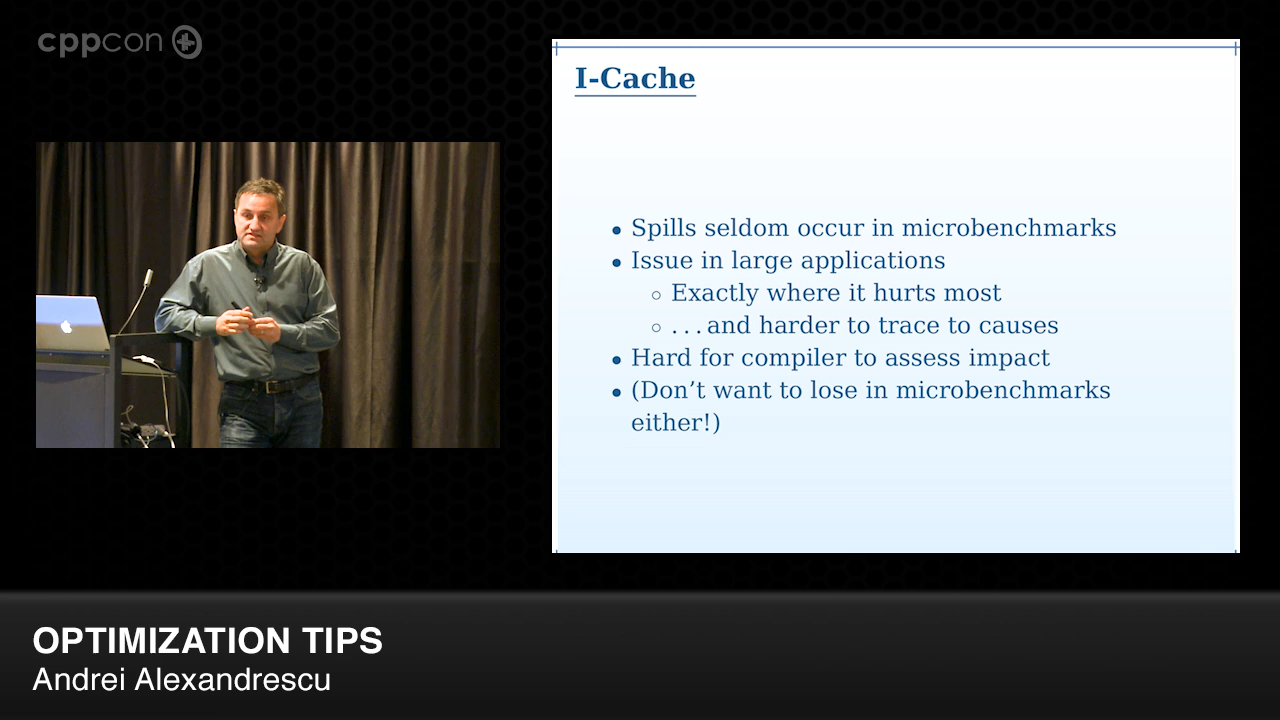 cppcon
I-Cache
• Spills seldom occur in microbenchmarks
• Issue in large applications
◦ Exactly where it hurts most
◦ . . . and harder to trace to causes
• Hard for compiler to assess impact
• (Don’t want to lose in microbenchmarks
either!)
OPTIMIZATION TIPS
Andrei Alexandrescu